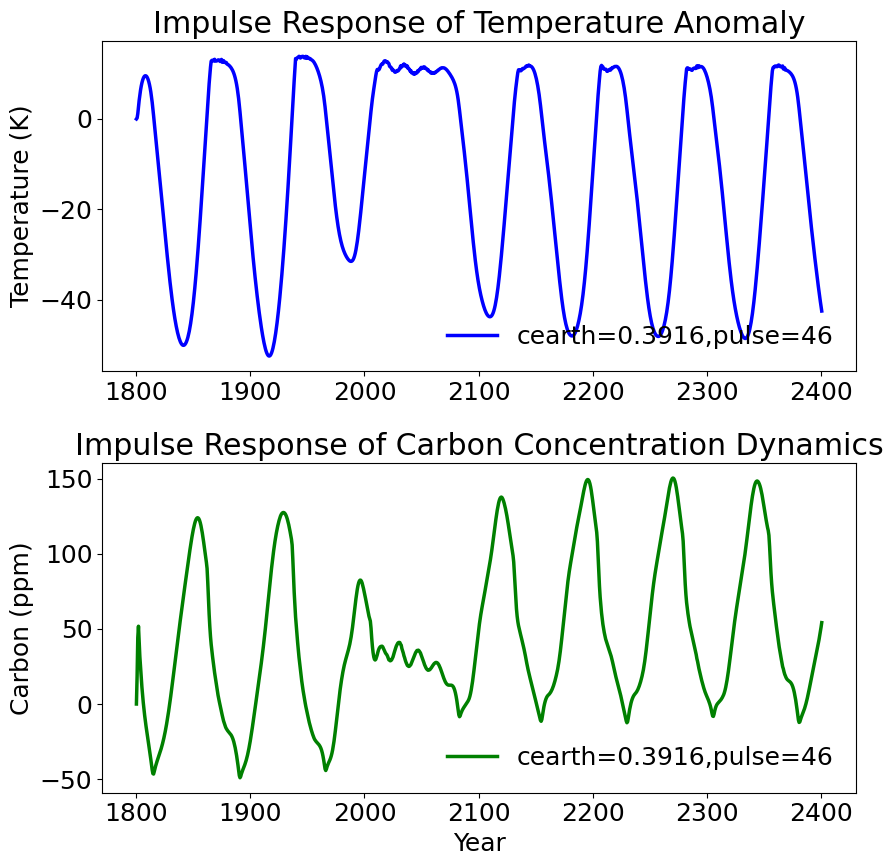 Impulse Response of Temperature Anomaly
Temperature (K)
0
−20
−40
cearth=0.3916,pulse=46
1800 1900 2000 2100 2200 2300 2400
Impulse Response of Carbon Concentration Dynamics
Carbon (ppm)
150
100
50
0
−50
cearth=0.3916,pulse=46
1800 1900 2000 2100 2200 2300 2400
Year